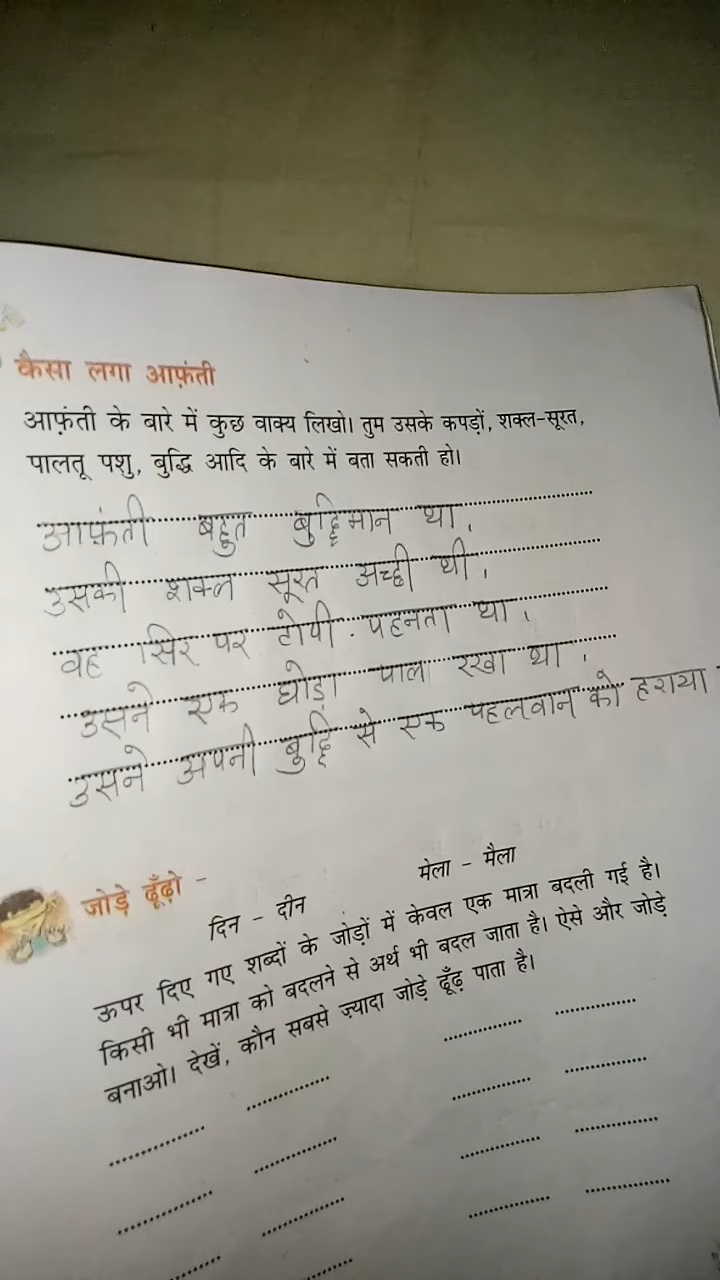 कैसा लगा आफ़ंती
आफ़ंती के बारे में कुछ वाक्य लिखो। तुम उसके कपड़ों, शक्ल-सूरत,
पालतू पशु, बुद्धि आदि के बारे में बता सकती हो।
आफ़ंती बहुत बुद्दिमान था।
उसकी शक्ल सूरत अच्छी थी।
वह सिर पर टोपी पहनता था।
उसने एक घोड़ा पाल रखा था।
उसने अपनी बुद्दि से एक पहलवान को हराया
जोड़े ढूँढ़ो -
दिन - दीन मेला - मैला
ऊपर दिए गए शब्दों के जोड़ों में केवल एक मात्रा बदली गई है।
किसी भी मात्रा को बदलने से अर्थ भी बदल जाता है। ऐसे और जोड़े
बनाओ। देखें, कौन सबसे ज़्यादा जोड़े ढूँढ़ पाता है।